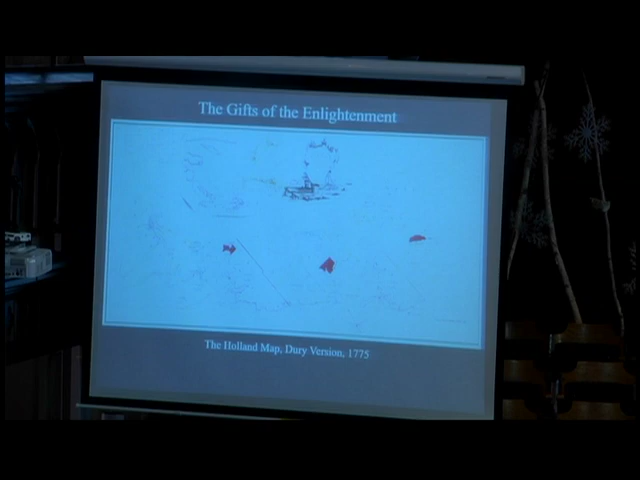 The Gifts of the Enlightenment
The Holland Map, Dury Version, 1775